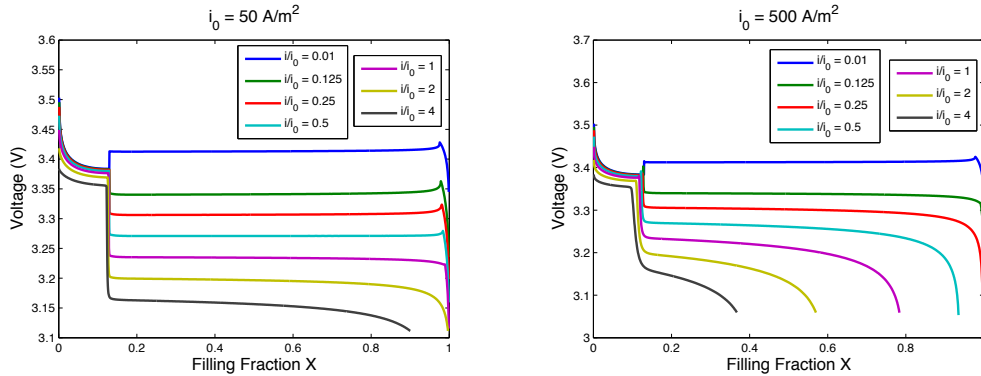 i₀ = 50 A/m²
3.6
3.55
3.5
3.45
3.4
3.35
3.3
3.25
3.2
3.15
3.1
Voltage (V)
i/i₀ = 0.01
i/i₀ = 0.125
i/i₀ = 0.25
i/i₀ = 0.5
i/i₀ = 1
i/i₀ = 2
i/i₀ = 4
0 0.2 0.4 0.6 0.8 1
Filling Fraction X
i₀ = 500 A/m²
3.7
3.6
3.5
3.4
3.3
3.2
3.1
3
Voltage (V)
i/i₀ = 0.01
i/i₀ = 0.125
i/i₀ = 0.25
i/i₀ = 0.5
i/i₀ = 1
i/i₀ = 2
i/i₀ = 4
0 0.2 0.4 0.6 0.8
Filling Fraction X